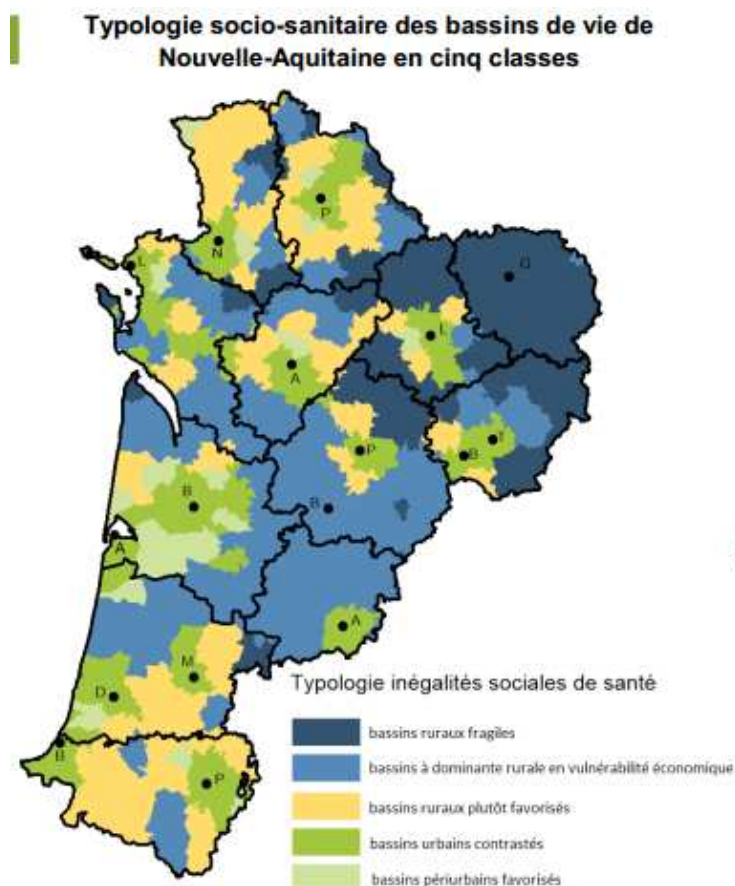 Typologie socio-sanitaire des bassins de vie de
Nouvelle-Aquitaine en cinq classes
P
N
L
G
L
A
P
T
B
B
B
A
A
M
D
B
P
Typologie inégalités sociales de santé
bassins ruraux fragiles
bassins à dominante rurale en vulnérabilité économique
bassins ruraux plutôt favorisés
bassins urbains contrastés
bassins périurbains favorisés